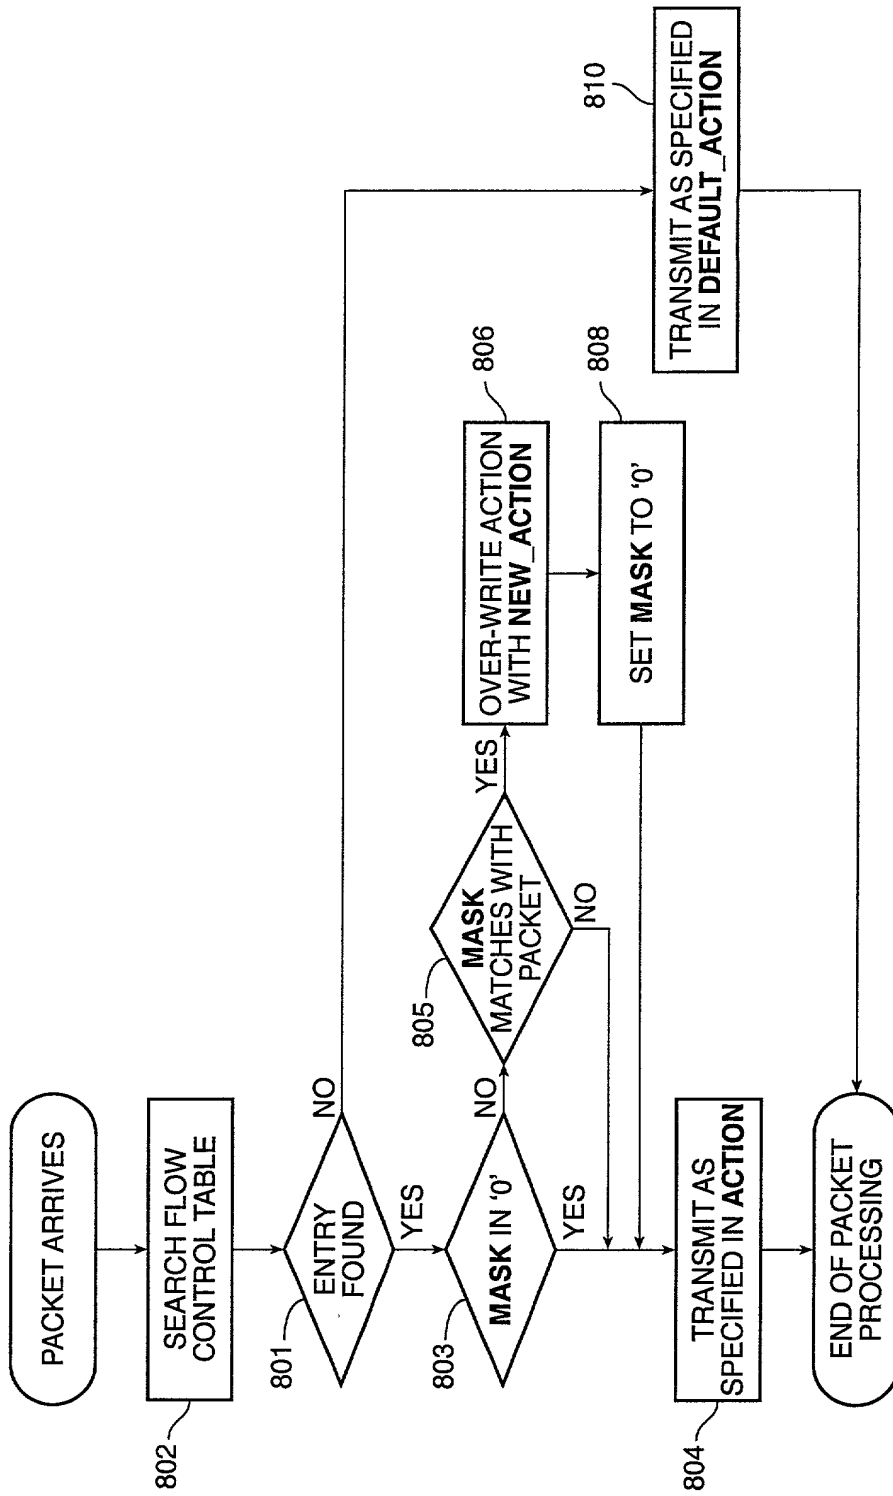 PACKET ARRIVES
802
SEARCH FLOW
CONTROL TABLE
801
ENTRY
FOUND
NO
YES
803
MASK IN '0'
NO
YES
805
MASK
MATCHES WITH
PACKET
YES
NO
806
OVER-WRITE ACTION
WITH NEW_ACTION
808
SET MASK TO '0'
810
TRANSMIT AS SPECIFIED
IN DEFAULT_ACTION
804
TRANSMIT AS
SPECIFIED IN ACTION
END OF PACKET
PROCESSING